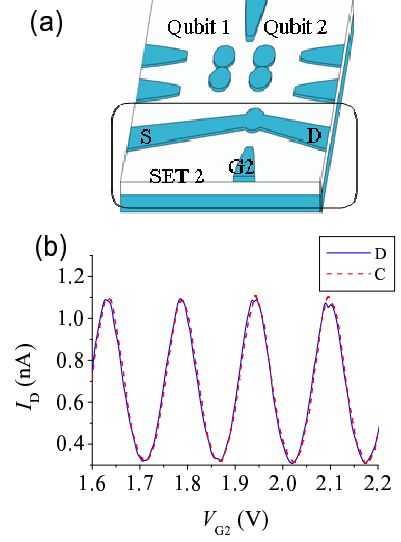 (a)
Qubit 1 Qubit 2
S D
G2
SET 2
(b)
D
C
1.2
1.0
0.8
0.6
0.4
I_D (nA)
1.6 1.7 1.8 1.9 2.0 2.1 2.2
V_G2 (V)